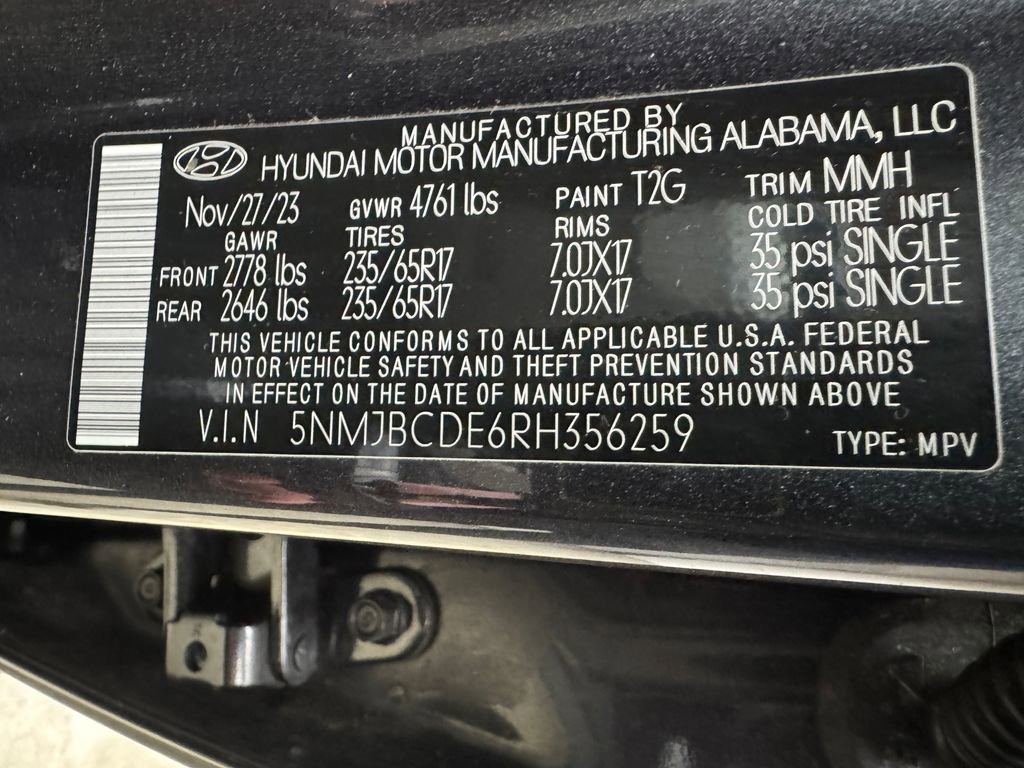 MANUFACTURED BY
HYUNDAI MOTOR MANUFACTURING ALABAMA, LLC
Nov/27/23 GVWR 4761 lbs PAINT T2G TRIM MMH
GAWR TIRES RIMS COLD TIRE INFL
FRONT 2778 lbs 235/65R17 7.0JX17 35 psi SINGLE
REAR 2646 lbs 235/65R17 7.0JX17 35 psi SINGLE
THIS VEHICLE CONFORMS TO ALL APPLICABLE U.S.A. FEDERAL
MOTOR VEHICLE SAFETY AND THEFT PREVENTION STANDARDS
IN EFFECT ON THE DATE OF MANUFACTURE SHOWN ABOVE
V.I.N 5NMJBCDE6RH356259 TYPE: MPV